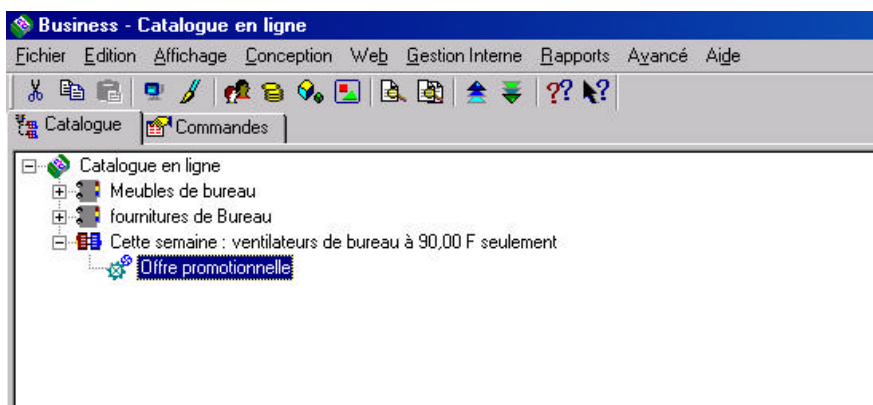 Business - Catalogue en ligne
Fichier Edition Affichage Conception Web Gestion Interne Rapports Avancé Aide
Catalogue Commandes
Catalogue en ligne
Meubles de bureau
fournitures de Bureau
Cette semaine : ventilateurs de bureau à 90,00 F seulement
Offre promotionnelle